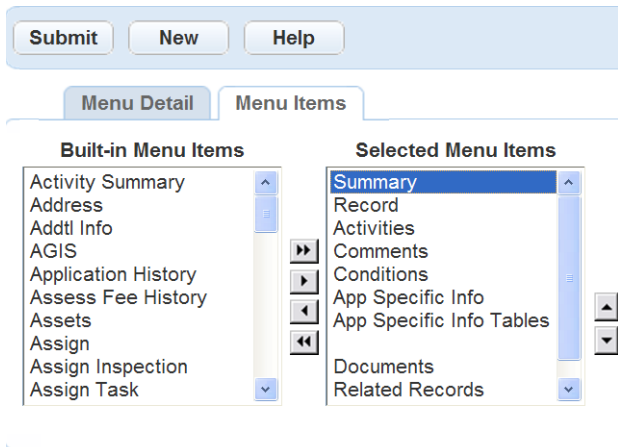 Submit New Help
Menu Detail Menu Items
Built-in Menu Items Selected Menu Items
Activity Summary
Address
Addtl Info
AGIS
Application History
Assess Fee History
Assets
Assign
Assign Inspection
Assign Task
Summary
Record
Activities
Comments
Conditions
App Specific Info
App Specific Info Tables
Documents
Related Records